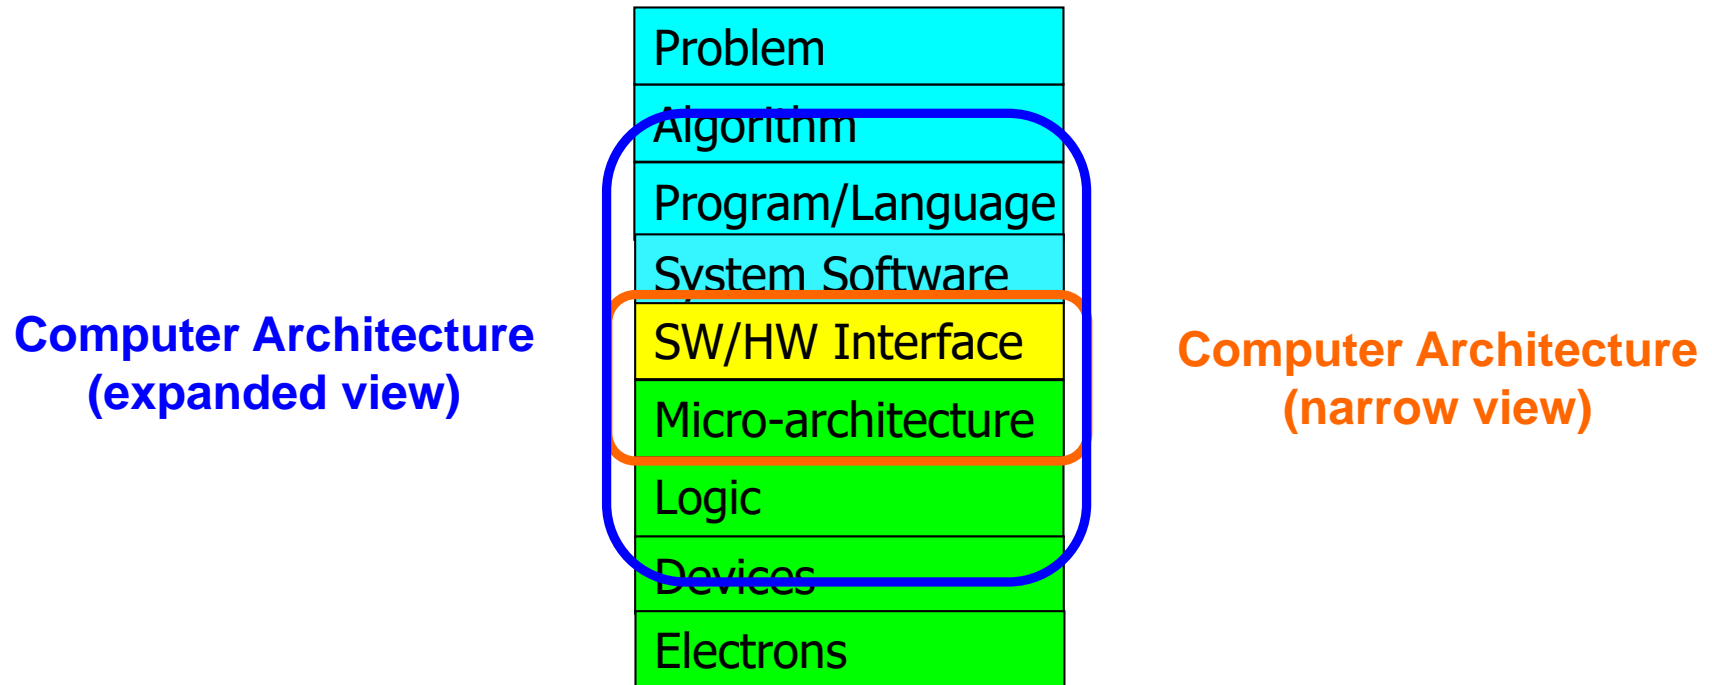 Problem
Algorithm
Program/Language
System Software
Computer Architecture
(expanded view)
SW/HW Interface
Micro-architecture
Computer Architecture
(narrow view)
Logic
Devices
Electrons